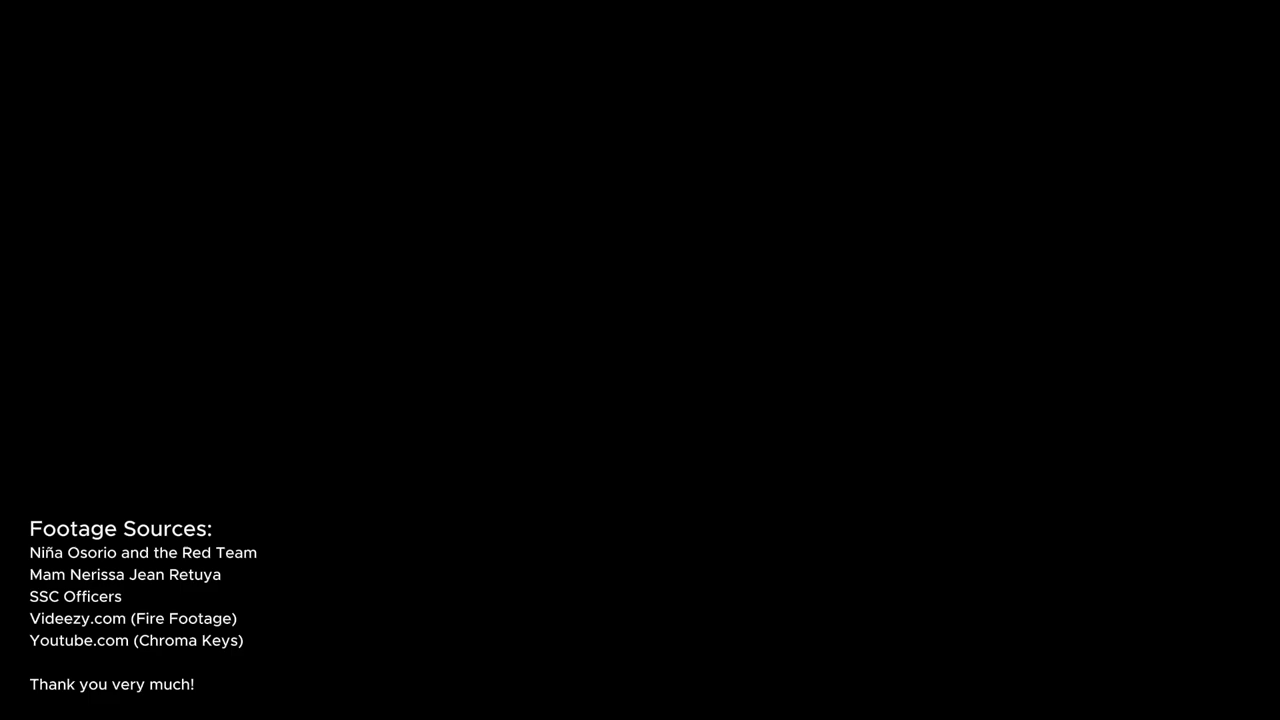 Footage Sources:
Niña Osorio and the Red Team
Mam Nerissa Jean Retuya
SSC Officers
Videezy.com (Fire Footage)
Youtube.com (Chroma Keys)
Thank you very much!